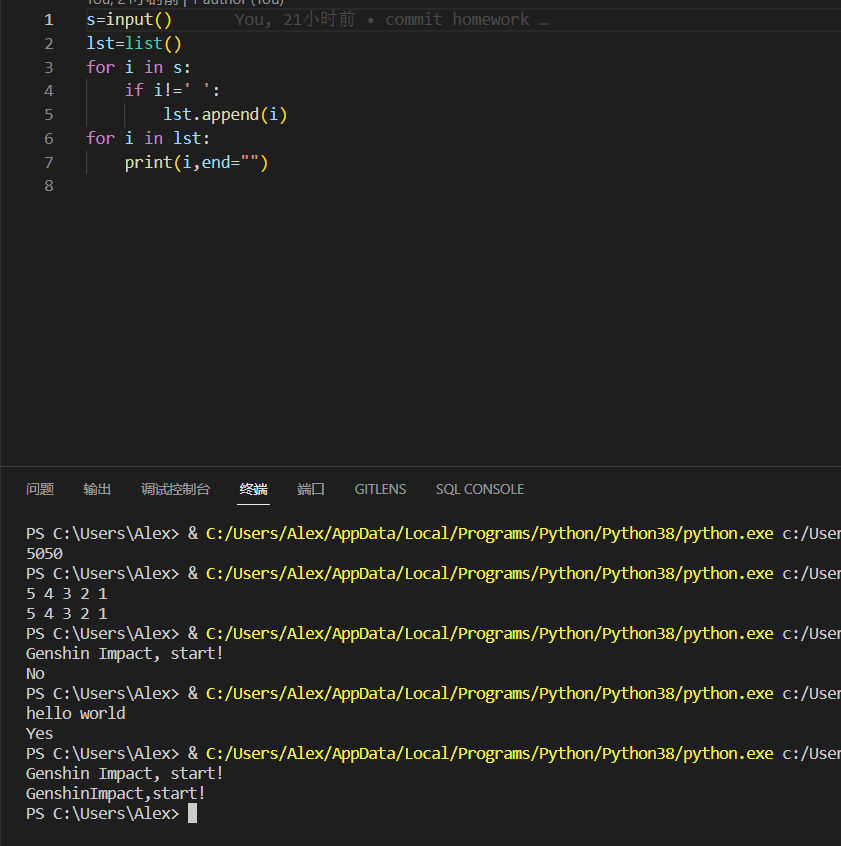 You, 21小时前 | 1 author (You)
1 s=input() You, 21小时前 • commit homework …
2 lst=list()
3 for i in s:
4 if i!=' ':
5 lst.append(i)
6 for i in lst:
7 print(i,end="")
8
问题 输出 调试控制台 终端 端口 GITLENS SQL CONSOLE
PS C:\Users\Alex> & C:/Users/Alex/AppData/Local/Programs/Python/Python38/python.exe c:/User
5050
PS C:\Users\Alex> & C:/Users/Alex/AppData/Local/Programs/Python/Python38/python.exe c:/User
5 4 3 2 1
5 4 3 2 1
PS C:\Users\Alex> & C:/Users/Alex/AppData/Local/Programs/Python/Python38/python.exe c:/User
Genshin Impact, start!
No
PS C:\Users\Alex> & C:/Users/Alex/AppData/Local/Programs/Python/Python38/python.exe c:/User
hello world
Yes
PS C:\Users\Alex> & C:/Users/Alex/AppData/Local/Programs/Python/Python38/python.exe c:/User
Genshin Impact, start!
GenshinImpact,start!
PS C:\Users\Alex>